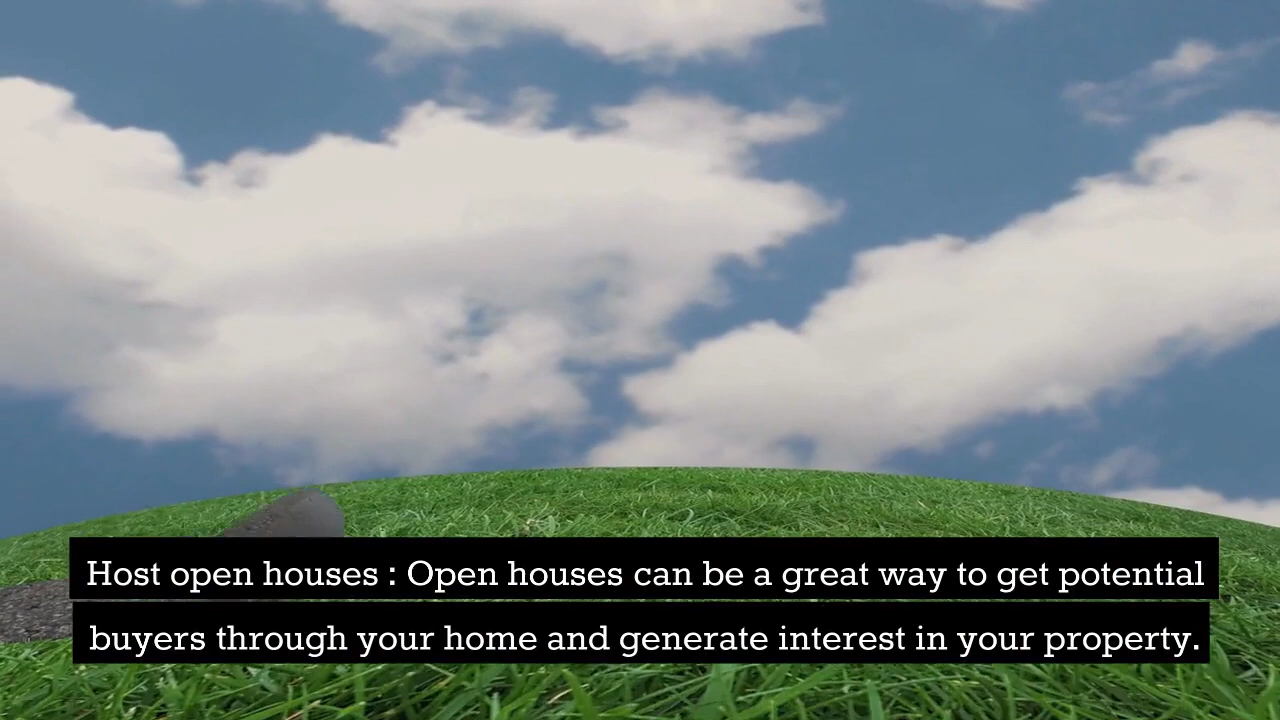 Host open houses : Open houses can be a great way to get potential
buyers through your home and generate interest in your property.